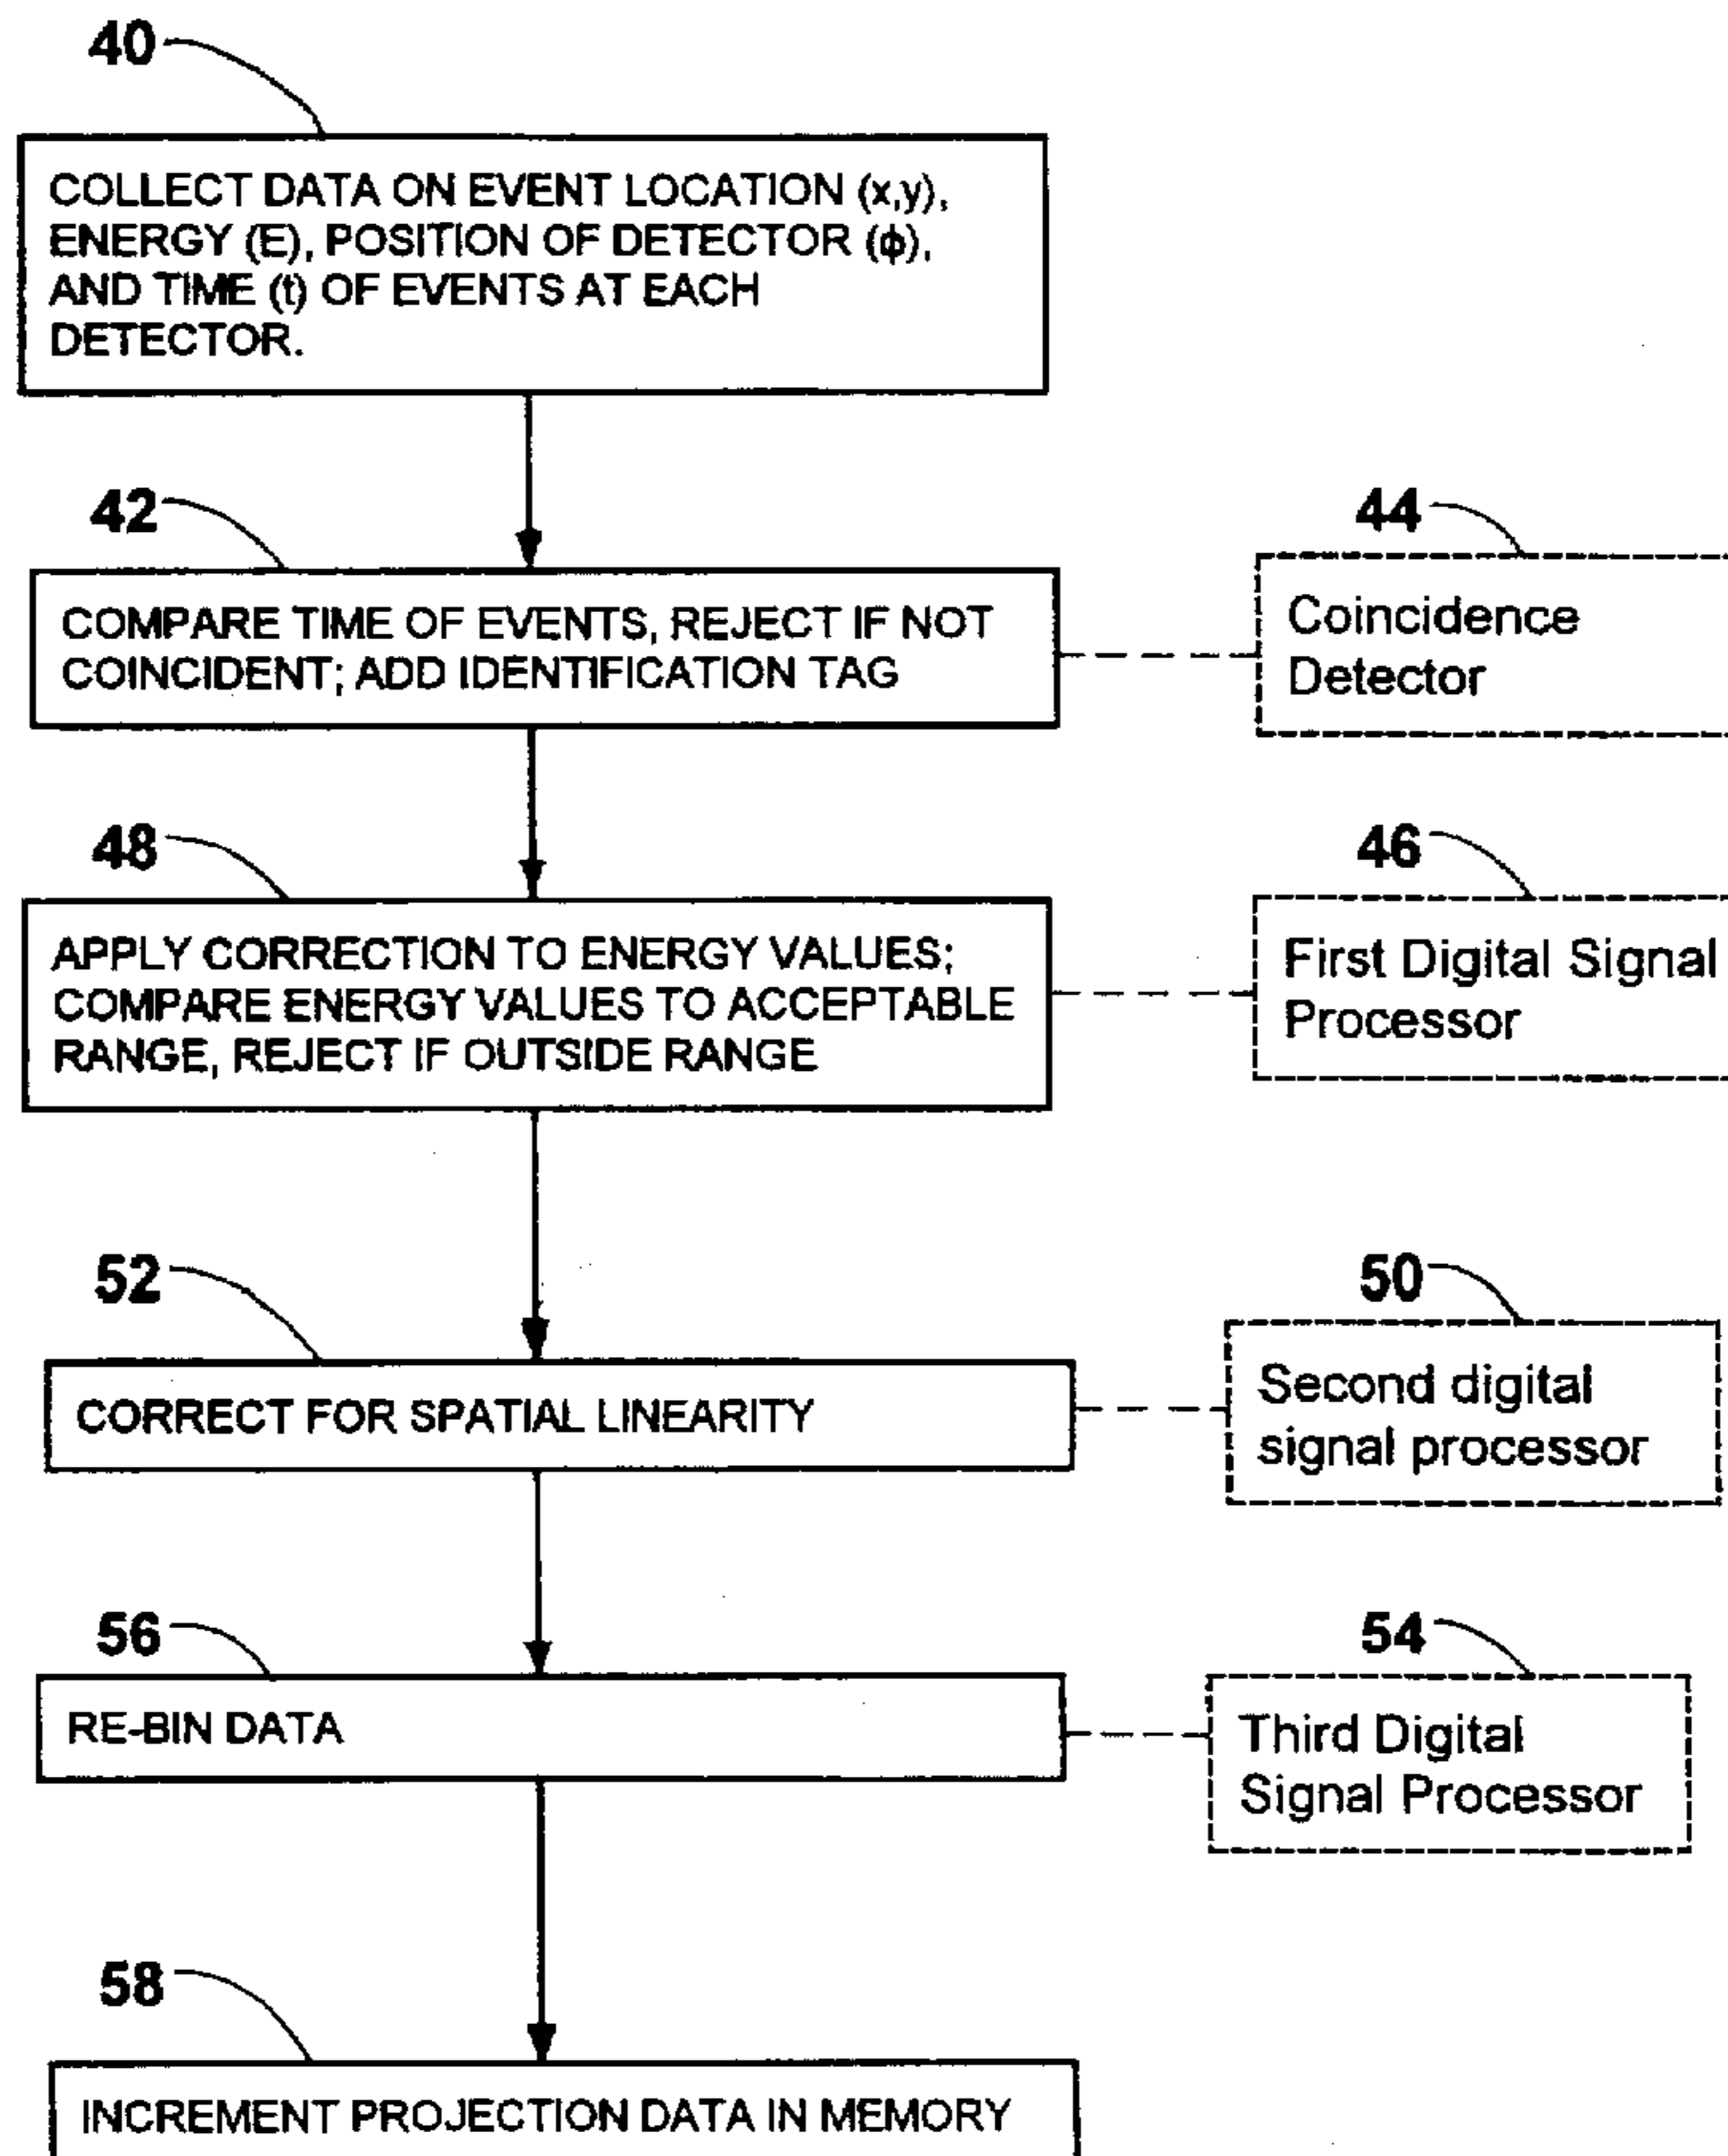 40
COLLECT DATA ON EVENT LOCATION (x,y),
ENERGY (E), POSITION OF DETECTOR (ϕ),
AND TIME (t) OF EVENTS AT EACH
DETECTOR.
42
COMPARE TIME OF EVENTS, REJECT IF NOT
COINCIDENT; ADD IDENTIFICATION TAG
44
Coincidence
Detector
48
APPLY CORRECTION TO ENERGY VALUES;
COMPARE ENERGY VALUES TO ACCEPTABLE
RANGE, REJECT IF OUTSIDE RANGE
46
First Digital Signal
Processor
52
CORRECT FOR SPATIAL LINEARITY
50
Second digital
signal processor
56
RE-BIN DATA
54
Third Digital
Signal Processor
58
INCREMENT PROJECTION DATA IN MEMORY